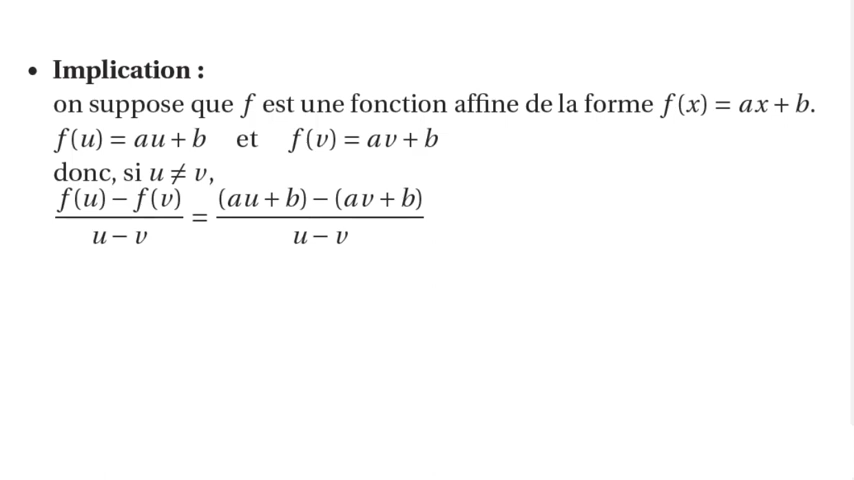 • Implication :
on suppose que f est une fonction affine de la forme f(x) = ax + b.
f(u) = au + b et f(v) = av + b
donc, si u ≠ v,
f(u) − f(v) / u − v = (au + b) − (av + b) / u − v